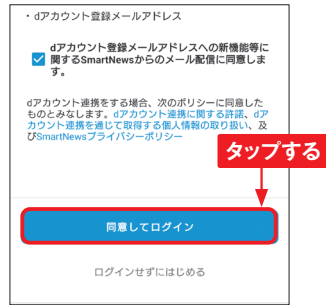 ・dアカウント登録メールアドレス
dアカウント登録メールアドレスへの新機能等に
関するSmartNewsからのメール配信に同意しま
す。
dアカウント連携をする場合、次のポリシーに同意した
ものとみなします。dアカウント連携に関する許諾、dア
カウント連携を通じて取得する個人情報の取り扱い、及
びSmartNewsプライバシーポリシー
タップする
同意してログイン
ログインせずにはじめる